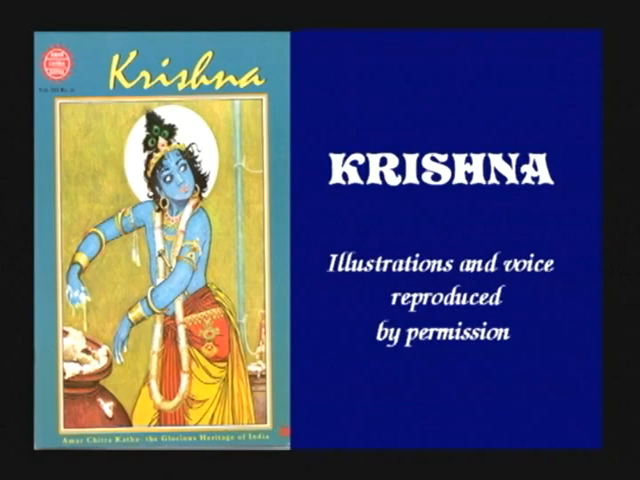 Krishna
Amar Chitra Katha: the Glorious Heritage of India
KRISHNA
Illustrations and voice
reproduced
by permission